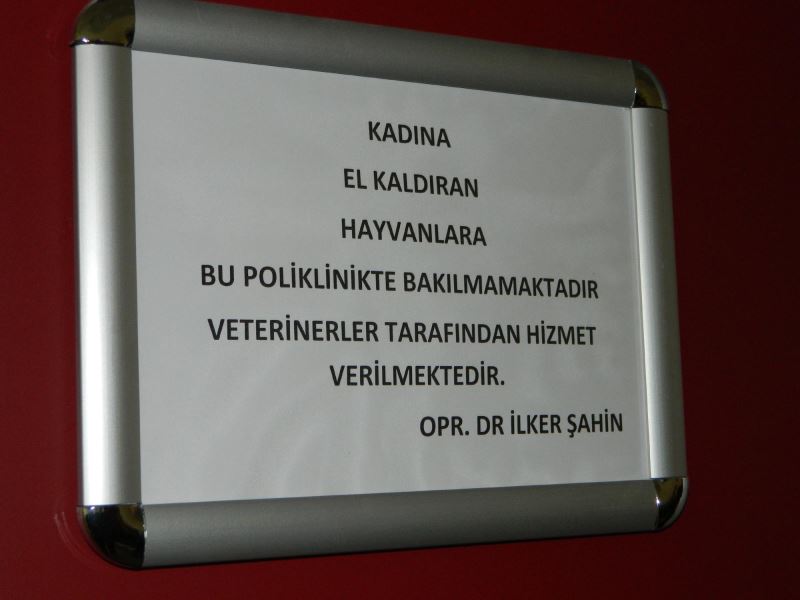 KADINA
EL KALDIRAN
HAYVANLARA
BU POLİKLİNİKTE BAKILMAMAKTADIR
VETERİNERLER TARAFINDAN HİZMET
VERİLMEKTEDİR.
OPR. DR İLKER ŞAHİN